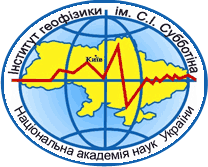 Інститут геофізики ім. С.І. Субботіна
Київ
Національна академія наук України